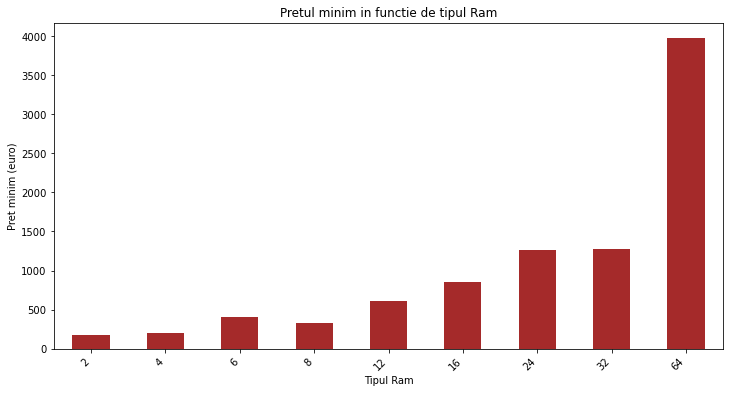 Pretul minim in functie de tipul Ram
Pret minim (euro)
4000
3500
3000
2500
2000
1500
1000
500
0
2 4 6 8 12 16 24 32 64
Tipul Ram